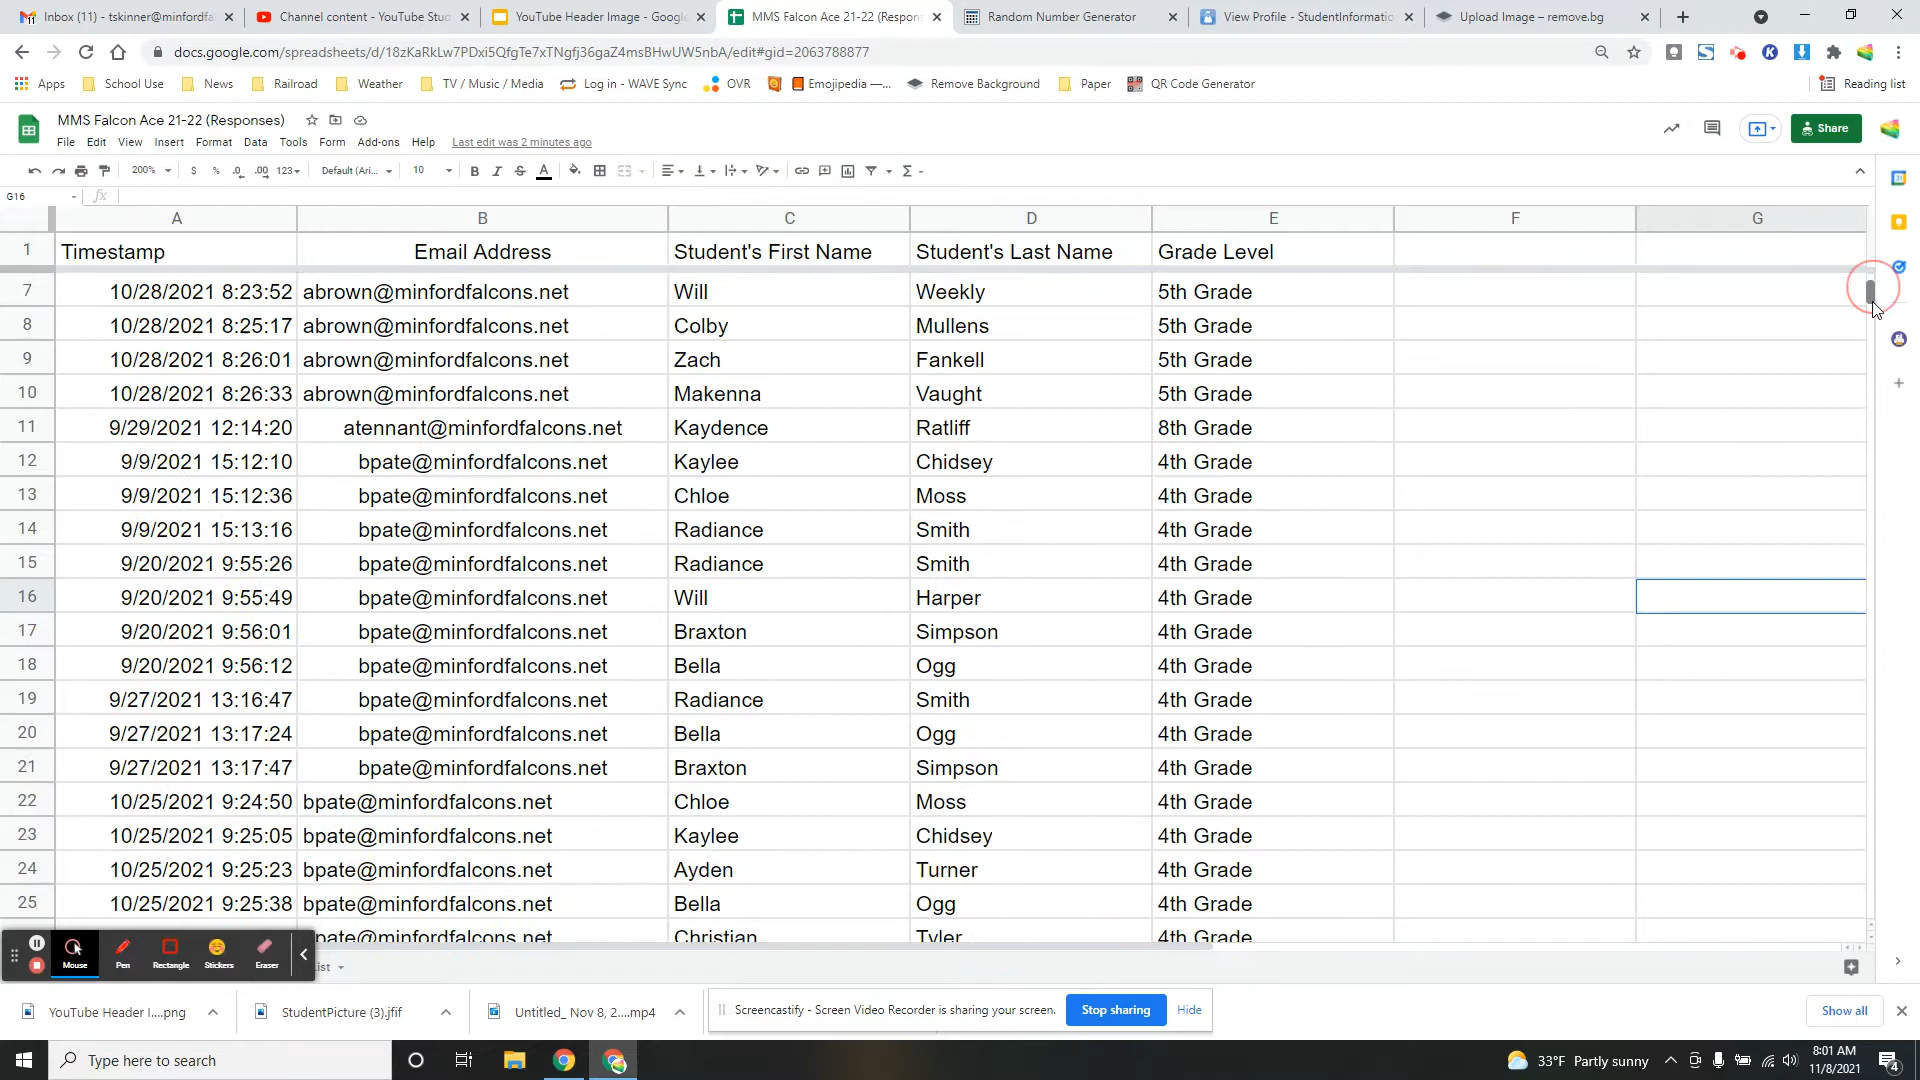 Inbox (11) - tskinner@minfordfa
Channel content - YouTube Stud
YouTube Header Image - Google
MMS Falcon Ace 21-22 (Respon
Random Number Generator
View Profile - StudentInformatio
Upload Image – remove.bg
docs.google.com/spreadsheets/d/18zKaRkLw7PDxi5QfgTe7xTNgfj36gaZ4msBHwUW5nbA/edit#gid=2063788877
Apps
School Use
News
Railroad
Weather
TV / Music / Media
Log in - WAVE Sync
OVR
Emojipedia —...
Remove Background
Paper
QR Code Generator
Reading list
MMS Falcon Ace 21-22 (Responses)
Share
File Edit View Insert Format Data Tools Form Add-ons Help Last edit was 2 minutes ago
200% $ % .0 .00 123 Default (Ari... 10 B I S A
G16 fx
A B C D E F G
1 Timestamp Email Address Student's First Name Student's Last Name Grade Level
7 10/28/2021 8:23:52 abrown@minfordfalcons.net Will Weekly 5th Grade
8 10/28/2021 8:25:17 abrown@minfordfalcons.net Colby Mullens 5th Grade
9 10/28/2021 8:26:01 abrown@minfordfalcons.net Zach Fankell 5th Grade
10 10/28/2021 8:26:33 abrown@minfordfalcons.net Makenna Vaught 5th Grade
11 9/29/2021 12:14:20 atennant@minfordfalcons.net Kaydence Ratliff 8th Grade
12 9/9/2021 15:12:10 bpate@minfordfalcons.net Kaylee Chidsey 4th Grade
13 9/9/2021 15:12:36 bpate@minfordfalcons.net Chloe Moss 4th Grade
14 9/9/2021 15:13:16 bpate@minfordfalcons.net Radiance Smith 4th Grade
15 9/20/2021 9:55:26 bpate@minfordfalcons.net Radiance Smith 4th Grade
16 9/20/2021 9:55:49 bpate@minfordfalcons.net Will Harper 4th Grade
17 9/20/2021 9:56:01 bpate@minfordfalcons.net Braxton Simpson 4th Grade
18 9/20/2021 9:56:12 bpate@minfordfalcons.net Bella Ogg 4th Grade
19 9/27/2021 13:16:47 bpate@minfordfalcons.net Radiance Smith 4th Grade
20 9/27/2021 13:17:24 bpate@minfordfalcons.net Bella Ogg 4th Grade
21 9/27/2021 13:17:47 bpate@minfordfalcons.net Braxton Simpson 4th Grade
22 10/25/2021 9:24:50 bpate@minfordfalcons.net Chloe Moss 4th Grade
23 10/25/2021 9:25:05 bpate@minfordfalcons.net Kaylee Chidsey 4th Grade
24 10/25/2021 9:25:23 bpate@minfordfalcons.net Ayden Turner 4th Grade
25 10/25/2021 9:25:38 bpate@minfordfalcons.net Bella Ogg 4th Grade
bpate@minfordfalcons.net Christian Tyler 4th Grade
Mouse Pen Rectangle Stickers Eraser
YouTube Header I....png
StudentPicture (3).jfif
Untitled_ Nov 8, 2....mp4
Screencastify - Screen Video Recorder is sharing your screen.
Stop sharing
Hide
Show all
Type here to search
33°F Partly sunny
8:01 AM
11/8/2021
4